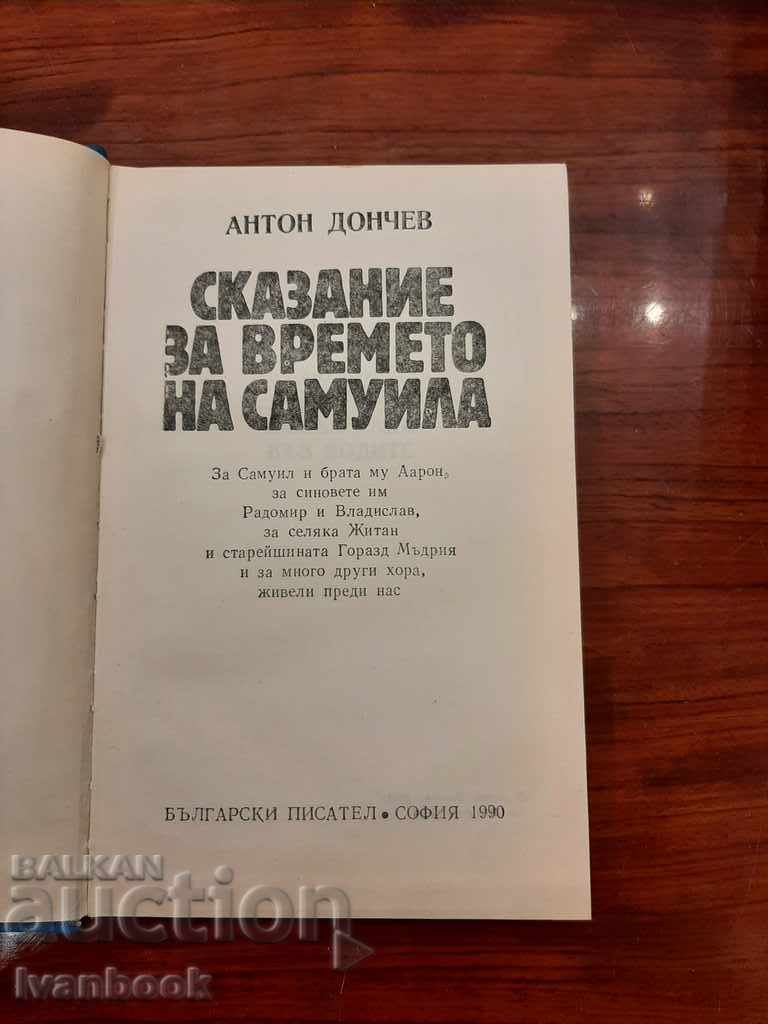 АНТОН ДОНЧЕВ
СКАЗАНИЕ
ЗА ВРЕМЕТО
НА САМУИЛА
За Самуил и брата му Аарон,
за синовете им
Радомир и Владислав,
за селяка Житан
и старейшината Горазд Мъдрия
и за много други хора,
живели преди нас
БЪЛГАРСКИ ПИСАТЕЛ • СОФИЯ 1990
BALKAN
auction
Ivanbook